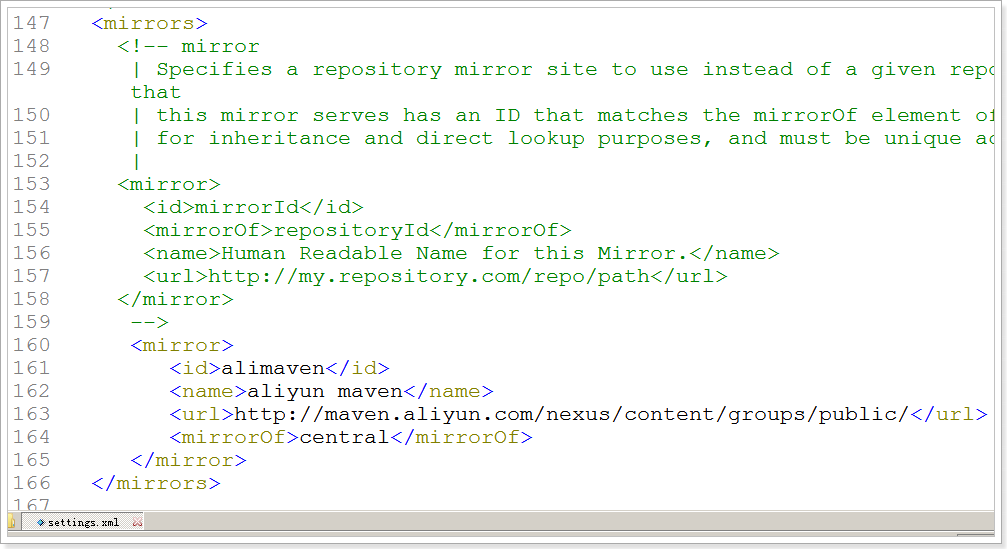 147 <mirrors>
148 <!-- mirror
149 | Specifies a repository mirror site to use instead of a given repo
that
150 | this mirror serves has an ID that matches the mirrorOf element of
151 | for inheritance and direct lookup purposes, and must be unique ac
152 |
153 <mirror>
154 <id>mirrorId</id>
155 <mirrorOf>repositoryId</mirrorOf>
156 <name>Human Readable Name for this Mirror.</name>
157 <url>http://my.repository.com/repo/path</url>
158 </mirror>
159 -->
160 <mirror>
161 <id>alimaven</id>
162 <name>aliyun maven</name>
163 <url>http://maven.aliyun.com/nexus/content/groups/public/</url>
164 <mirrorOf>central</mirrorOf>
165 </mirror>
166 </mirrors>
167
settings.xml